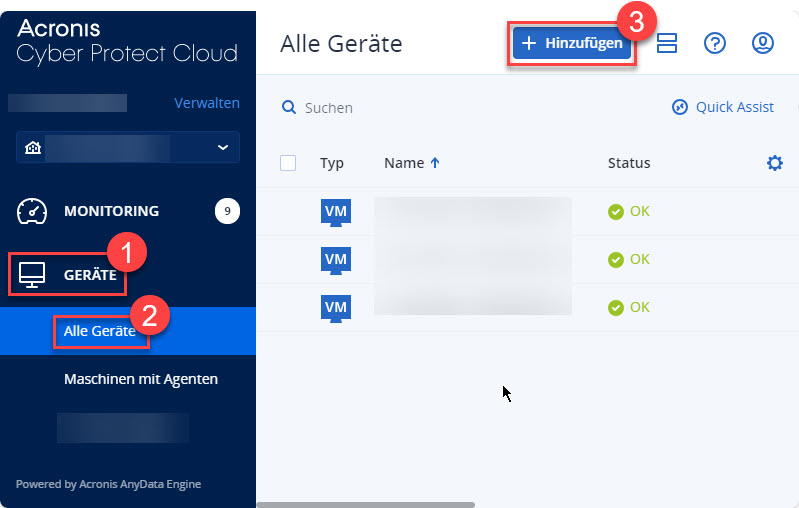 Acronis
Cyber Protect Cloud
Verwalten
MONITORING 9
1
GERÄTE
2
Alle Geräte
Maschinen mit Agenten
Powered by Acronis AnyData Engine
3
Alle Geräte + Hinzufügen ?
Suchen Quick Assist
Typ Name ↑ Status
VM OK
VM OK
VM OK